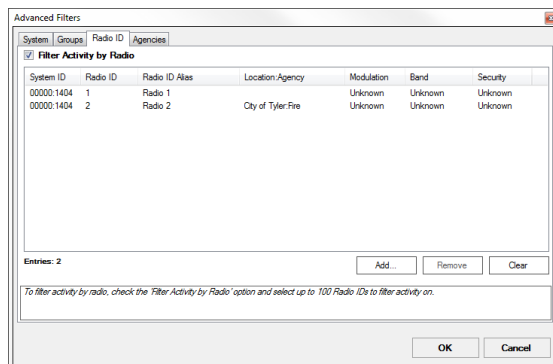 Advanced Filters
System Groups Radio ID Agencies
Filter Activity by Radio
System ID Radio ID Radio ID Alias Location:Agency Modulation Band Security
00000:1404 1 Radio 1 Unknown Unknown Unknown
00000:1404 2 Radio 2 City of Tyler:Fire Unknown Unknown Unknown
Entries: 2
Add... Remove Clear
To filter activity by radio, check the 'Filter Activity by Radio' option and select up to 100 Radio IDs to filter activity on.
OK Cancel